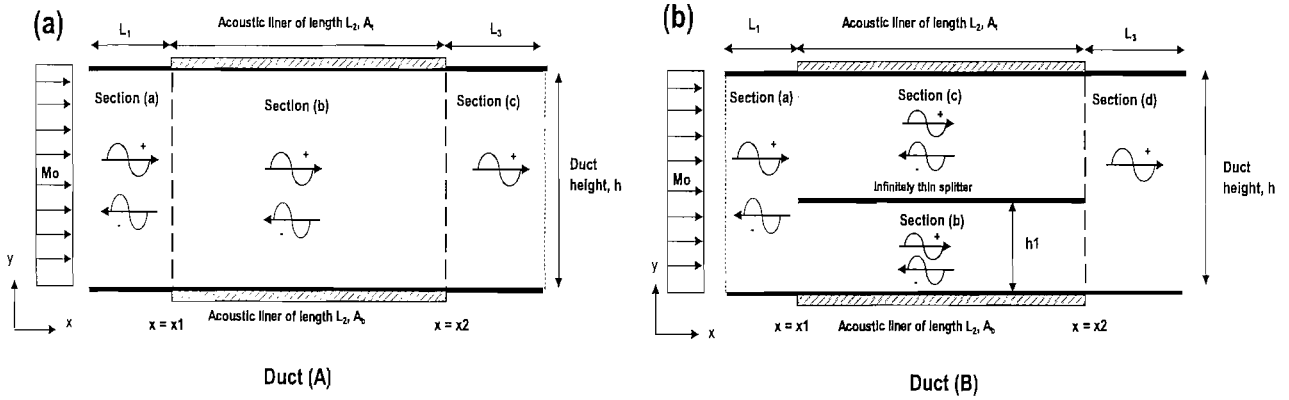 (a)
L₁
Acoustic liner of length L₂, Aₜ
L₃
Section (a)
Section (b)
Section (c)
+
+
+
Mo
-
-
Duct
height, h
y
x
x = x1
Acoustic liner of length L₂, A_b
x = x2
Duct (A)
(b)
L₁
Acoustic liner of length L₂, Aₜ
L₃
Section (a)
Section (c)
Section (d)
+
+
+
-
Mo
Infinitely thin splitter
Section (b)
+
-
-
h1
Duct
height, h
y
x
x = x1
Acoustic liner of length L₂, A_b
x = x2
Duct (B)